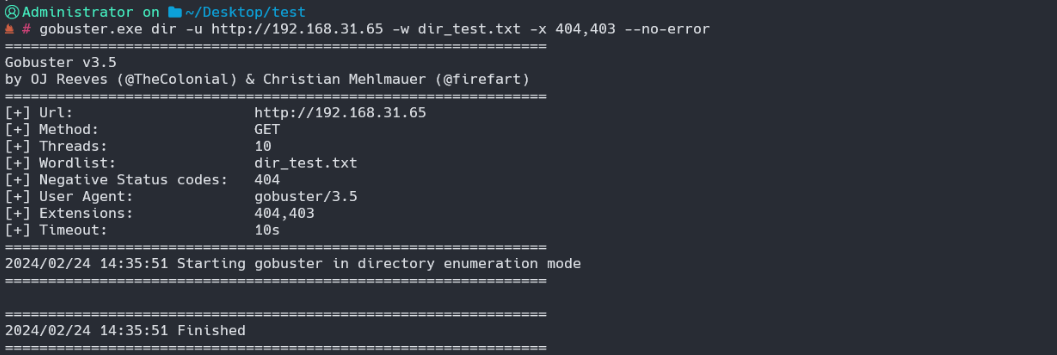 Administrator on ~/Desktop/test
# gobuster.exe dir -u http://192.168.31.65 -w dir_test.txt -x 404,403 --no-error
===============================================================
Gobuster v3.5
by OJ Reeves (@TheColonial) & Christian Mehlmauer (@firefart)
===============================================================
[+] Url:                     http://192.168.31.65
[+] Method:                  GET
[+] Threads:                 10
[+] Wordlist:                dir_test.txt
[+] Negative Status codes:   404
[+] User Agent:              gobuster/3.5
[+] Extensions:              404,403
[+] Timeout:                 10s
===============================================================
2024/02/24 14:35:51 Starting gobuster in directory enumeration mode
===============================================================
===============================================================
2024/02/24 14:35:51 Finished
===============================================================